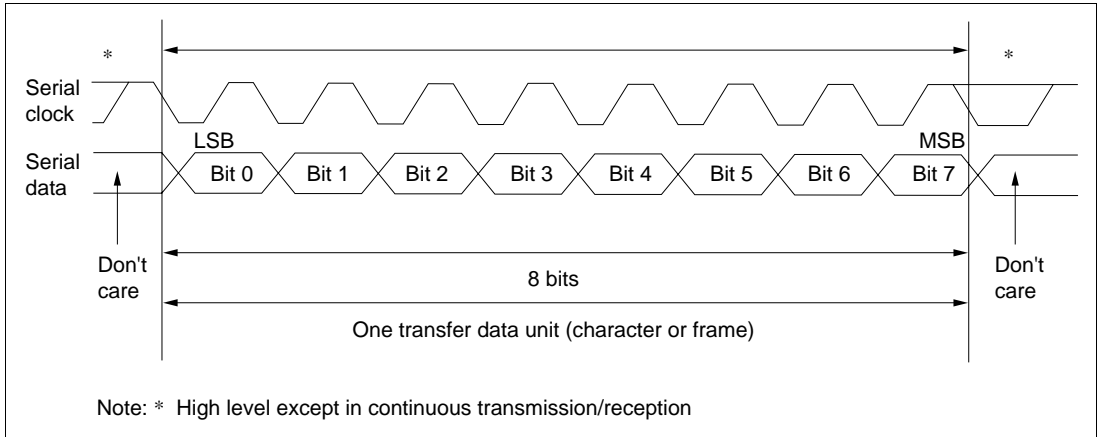 *
*
Serial
clock
LSB
MSB
Serial
data
Bit 0
Bit 1
Bit 2
Bit 3
Bit 4
Bit 5
Bit 6
Bit 7
Don't
care
8 bits
Don't
care
One transfer data unit (character or frame)
Note: * High level except in continuous transmission/reception